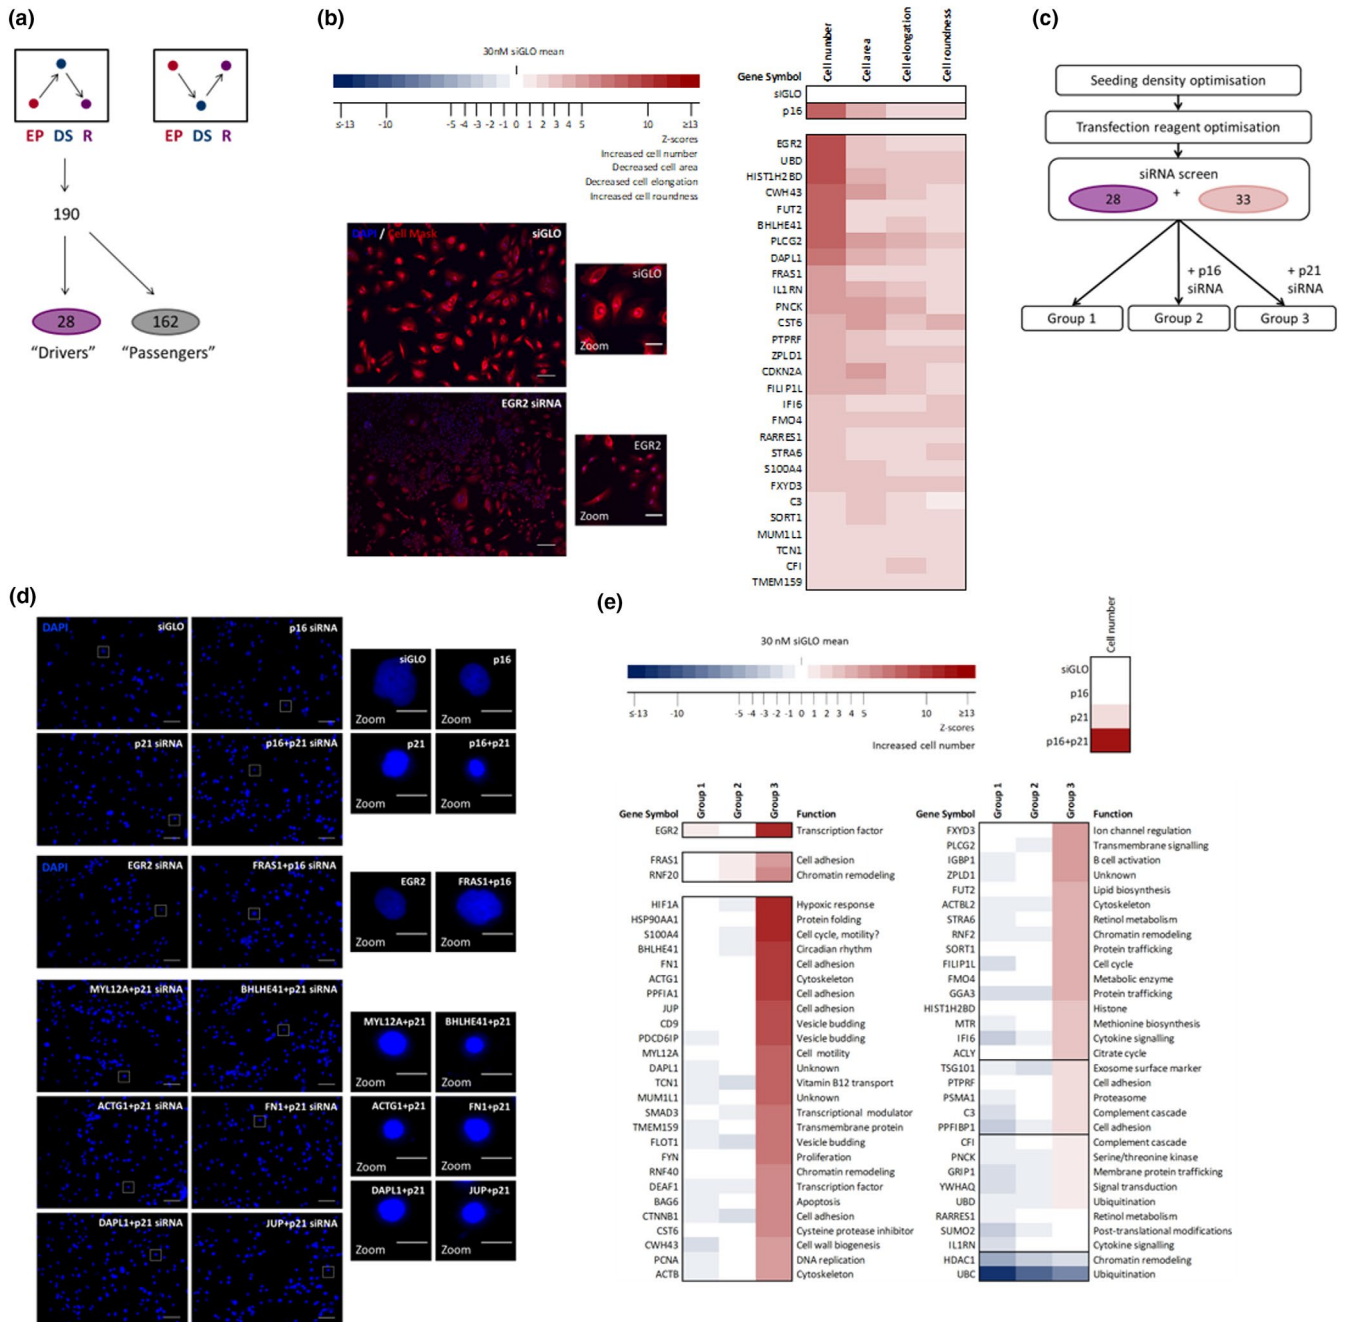 (a)
EP DS R
EP DS R
190
28
162
“Drivers”
“Passengers”
(b)
30nM siGLO mean
≤-13 -10 -5 -4 -3 -2 -1 0 1 2 3 4 5 10 ≥13
Z-scores
Increased cell number
Decreased cell area
Decreased cell elongation
Increased cell roundness
DAPI / Cell Mask
siGLO
siGLO
Zoom
EGR2 siRNA
EGR2
Zoom
Cell number
Cell area
Cell elongation
Cell roundness
Gene Symbol
siGLO
p16
EGR2
UBD
HIST1H2BD
CWH43
FUT2
BHLHE41
PLCG2
DAPL1
FRAS1
IL1RN
PNCK
CST6
PTPRF
ZPLD1
CDKN2A
FILIP1L
IFI6
FMO4
RARRES1
STRA6
S100A4
FXYD3
C3
SORT1
MUM1L1
TCN1
CFI
TMEM159
(c)
Seeding density optimisation
Transfection reagent optimisation
siRNA screen
28 + 33
+ p16
siRNA
+ p21
siRNA
Group 1
Group 2
Group 3
(d)
DAPI
siGLO
p16 siRNA
p21 siRNA
p16+p21 siRNA
siGLO
Zoom
p16
Zoom
p21
Zoom
p16+p21
Zoom
DAPI
EGR2 siRNA
FRAS1+p16 siRNA
EGR2
Zoom
FRAS1+p16
Zoom
MYL12A+p21 siRNA
BHLHE41+p21 siRNA
ACTG1+p21 siRNA
FN1+p21 siRNA
DAPL1+p21 siRNA
JUP+p21 siRNA
MYL12A+p21
Zoom
BHLHE41+p21
Zoom
ACTG1+p21
Zoom
FN1+p21
Zoom
DAPL1+p21
Zoom
JUP+p21
Zoom
(e)
30 nM siGLO mean
≤-13 -10 -5 -4 -3 -2 -1 0 1 2 3 4 5 10 ≥13
Z-scores
Increased cell number
Cell number
siGLO
p16
p21
p16+p21
Gene Symbol Group 1 Group 2 Group 3 Function
EGR2 Transcription factor
FRAS1 Cell adhesion
RNF20 Chromatin remodeling
HIF1A Hypoxic response
HSP90AA1 Protein folding
S100A4 Cell cycle, motility?
BHLHE41 Circadian rhythm
FN1 Cell adhesion
ACTG1 Cytoskeleton
PPFIA1 Cell adhesion
JUP Cell adhesion
CD9 Vesicle budding
PDCD6IP Vesicle budding
MYL12A Cell motility
DAPL1 Unknown
TCN1 Vitamin B12 transport
MUM1L1 Unknown
SMAD3 Transcriptional modulator
TMEM159 Transmembrane protein
FLOT1 Vesicle budding
FYN Proliferation
RNF40 Chromatin remodeling
DEAF1 Transcription factor
BAG6 Apoptosis
CTNNB1 Cell adhesion
CST6 Cysteine protease inhibitor
CWH43 Cell wall biogenesis
PCNA DNA replication
ACTB Cytoskeleton
Gene Symbol Group 1 Group 2 Group 3 Function
FXYD3 Ion channel regulation
PLCG2 Transmembrane signalling
IGBP1 B cell activation
ZPLD1 Unknown
FUT2 Lipid biosynthesis
ACTBL2 Cytoskeleton
STRA6 Retinol metabolism
RNF2 Chromatin remodeling
SORT1 Protein trafficking
FILIP1L Cell cycle
FMO4 Metabolic enzyme
GGA3 Protein trafficking
HIST1H2BD Histone
MTR Methionine biosynthesis
IFI6 Cytokine signalling
ACLY Citrate cycle
TSG101 Exosome surface marker
PTPRF Cell adhesion
PSMA1 Proteasome
C3 Complement cascade
PPFIBP1 Cell adhesion
CFI Complement cascade
PNCK Serine/threonine kinase
GRIP1 Membrane protein trafficking
YWHAQ Signal transduction
UBD Ubiquitination
RARRES1 Retinol metabolism
SUMO2 Post-translational modifications
IL1RN Cytokine signalling
HDAC1 Chromatin remodeling
UBC Ubiquitination